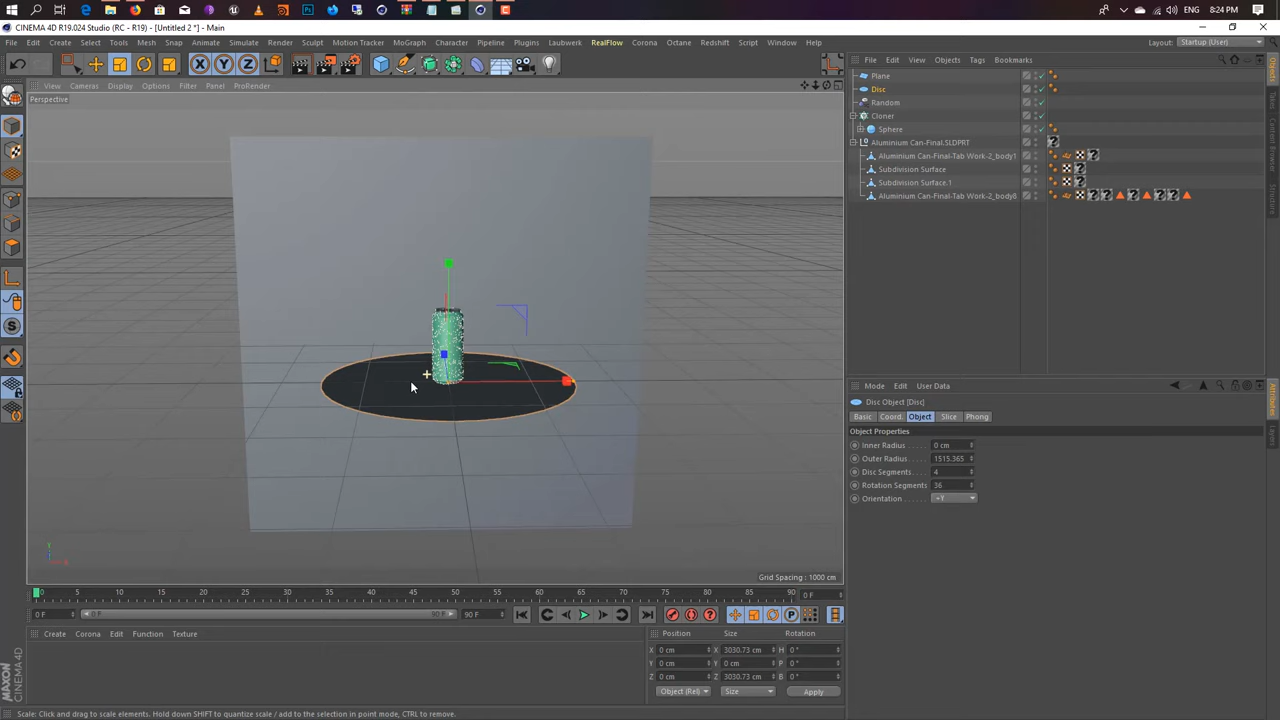 ENG 8:24 PM
CINEMA 4D R19.024 Studio (RC - R19) - [Untitled 2 *] - Main
File Edit Create Select Tools Mesh Snap Animate Simulate Render Sculpt Motion Tracker MoGraph Character Pipeline Plugins Laubwerk RealFlow Corona Octane Redshift Script Window Help Layout: Startup (User)
X Y Z
File Edit View Objects Tags Bookmarks
View Cameras Display Options Filter Panel ProRender
Perspective
Plane
Disc
Random
Cloner
Sphere
Aluminium Can-Final.SLDPRT
Aluminium Can-Final-Tab Work-2_body1
Subdivision Surface
Subdivision Surface.1
Aluminium Can-Final-Tab Work-2_body8
Objects
Takes
Content Browser
Structure
Mode Edit User Data
Disc Object [Disc]
Basic Coord. Object Slice Phong
Object Properties
Inner Radius 0 cm
Outer Radius 1515.365
Disc Segments 4
Rotation Segments 36
Orientation +Y
Attributes
Layers
Grid Spacing : 1000 cm
0 5 10 15 20 25 30 35 40 45 50 55 60 65 70 75 80 85 90 0 F
0 F 0 F 90 F 90 F
Create Corona Edit Function Texture
Position Size Rotation
X 0 cm X 3030.73 cm H 0 °
Y 0 cm Y 0 cm P 0 °
Z 0 cm Z 3030.73 cm B 0 °
Object (Rel) Size Apply
MAXON CINEMA 4D
Scale: Click and drag to scale elements. Hold down SHIFT to quantize scale / add to the selection in point mode, CTRL to remove.